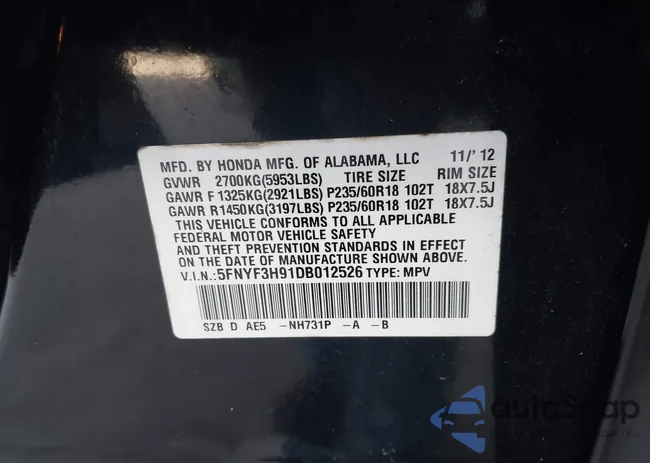 MFD. BY HONDA MFG. OF ALABAMA, LLC 11/'12
GVWR 2700KG(5953LBS) TIRE SIZE RIM SIZE
GAWR F 1325KG(2921LBS) P235/60R18 102T 18X7.5J
GAWR R1450KG(3197LBS) P235/60R18 102T 18X7.5J
THIS VEHICLE CONFORMS TO ALL APPLICABLE
FEDERAL MOTOR VEHICLE SAFETY
AND THEFT PREVENTION STANDARDS IN EFFECT
ON THE DATE OF MANUFACTURE SHOWN ABOVE.
V.I.N.: 5FNYF3H91DB012526 TYPE: MPV
SZB D AE5 -NH731P -A -B
autoSnap